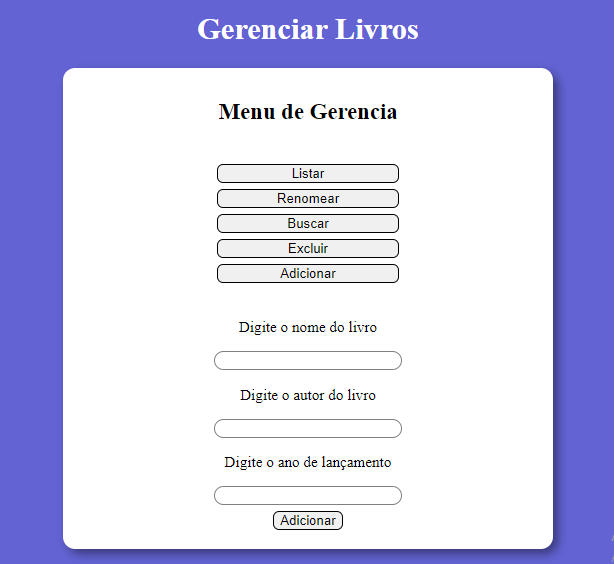 Gerenciar Livros
Menu de Gerencia
Listar
Renomear
Buscar
Excluir
Adicionar
Digite o nome do livro
Digite o autor do livro
Digite o ano de lançamento
Adicionar